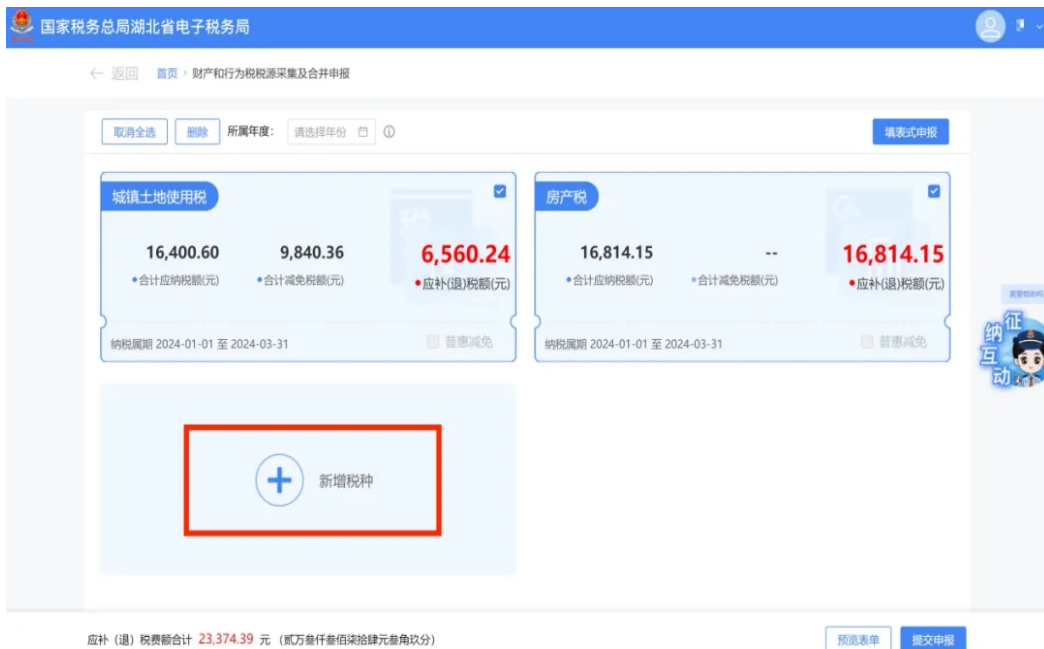 国家税务总局湖北省电子税务局
返回 首页 > 财产和行为税税源采集及合并申报
取消全选 删除 所属年度: 请选择年份 填表式申报
城镇土地使用税
16,400.60 9,840.36 6,560.24
合计应纳税额(元) 合计减免税额(元) 应补(退)税额(元)
纳税属期 2024-01-01 至 2024-03-31 普惠减免
房产税
16,814.15 -- 16,814.15
合计应纳税额(元) 合计减免税额(元) 应补(退)税额(元)
纳税属期 2024-01-01 至 2024-03-31 普惠减免
征纳互动
新增税种
应补（退）税费额合计 23,374.39 元 （贰万叁仟叁佰柒拾肆元叁角玖分） 预览表单 提交申报